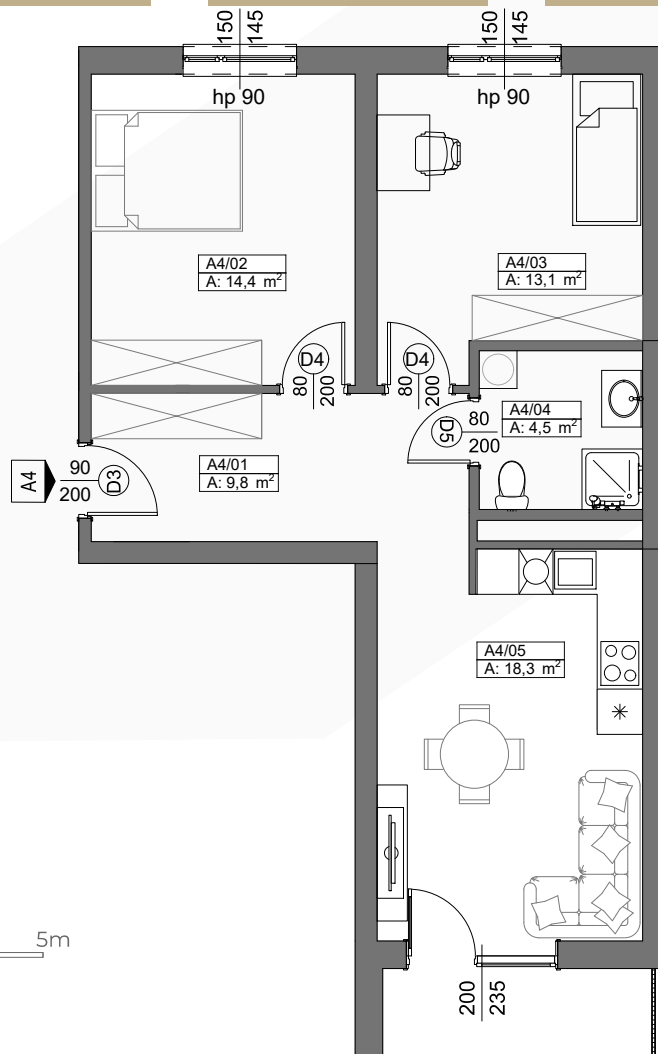 150
145
150
145
hp 90
hp 90
A4/02
A: 14,4 m²
A4/03
A: 13,1 m²
D4
80
200
D4
80
200
A4/04
A: 4,5 m²
D5
80
200
A4/01
A: 9,8 m²
A4
90
200
D3
A4/05
A: 18,3 m²
5m
200
235